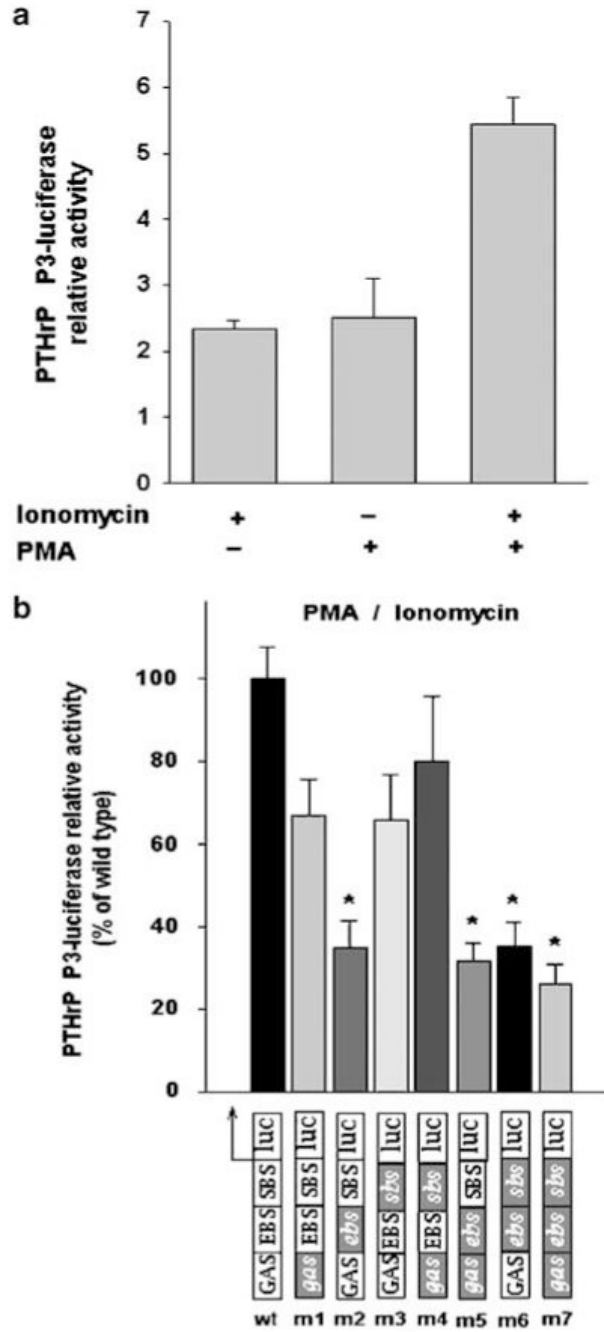 a
PTHrP P3-luciferase
relative activity
7
6
5
4
3
2
1
0
Ionomycin + − +
PMA − + +
b
PMA / Ionomycin
PTHrP P3-luciferase relative activity
(% of wild type)
100
80
60
40
20
0
*
* * *
GAS EBS SBS luc
gas EBS SBS luc
GAS ebs SBS luc
GAS EBS sbs luc
gas EBS sbs luc
gas ebs SBS luc
GAS ebs sbs luc
gas ebs sbs luc
wt m1 m2 m3 m4 m5 m6 m7